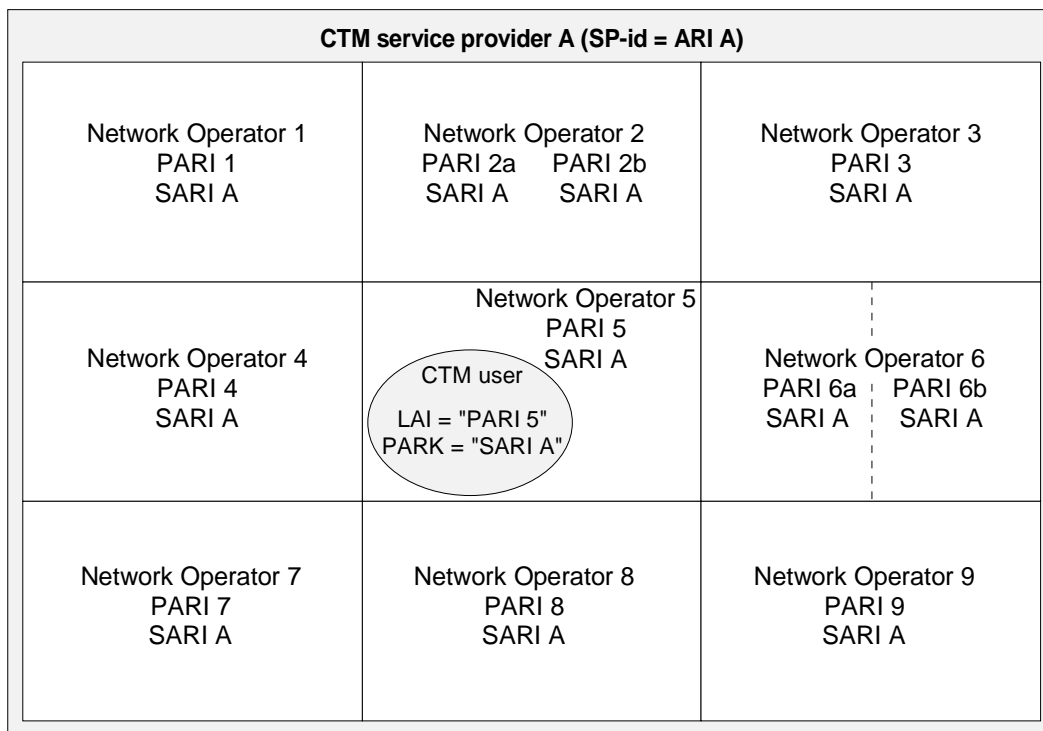 CTM service provider A (SP-id = ARI A)
Network Operator 1
PARI 1
SARI A
Network Operator 2
PARI 2a PARI 2b
SARI A SARI A
Network Operator 3
PARI 3
SARI A
Network Operator 4
PARI 4
SARI A
Network Operator 5
PARI 5
SARI A
CTM user
LAI = "PARI 5"
PARK = "SARI A"
Network Operator 6
PARI 6a PARI 6b
SARI A SARI A
Network Operator 7
PARI 7
SARI A
Network Operator 8
PARI 8
SARI A
Network Operator 9
PARI 9
SARI A